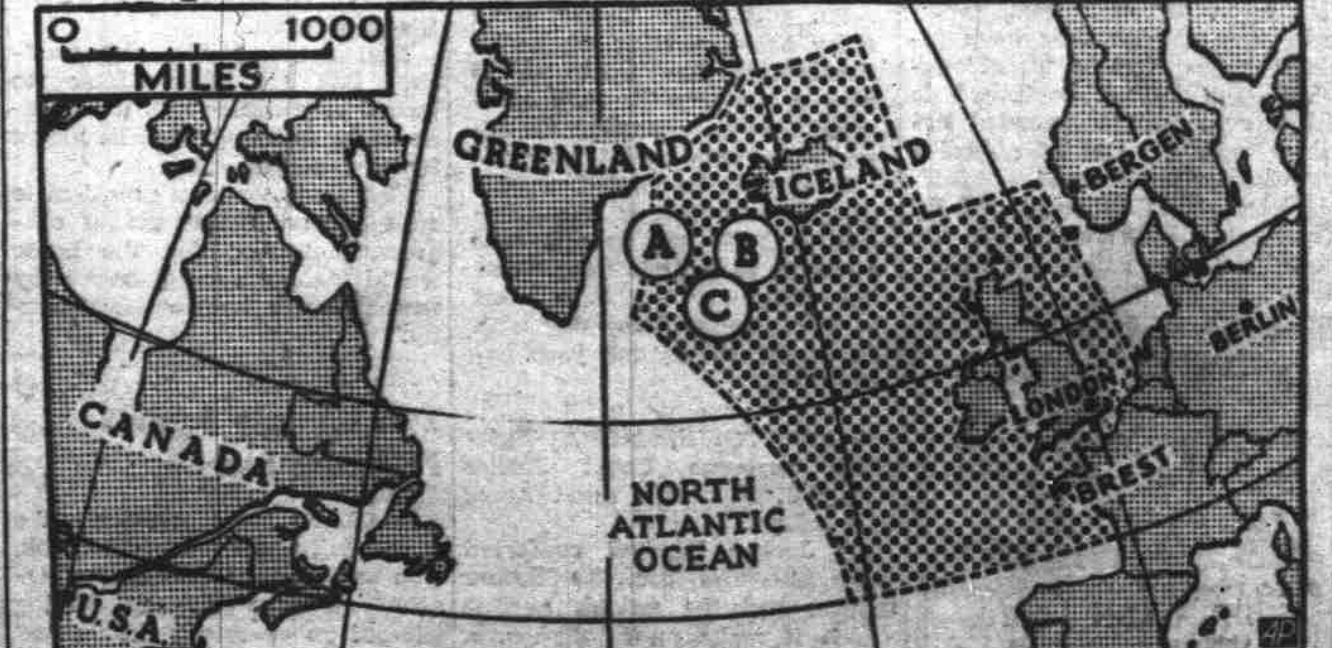 0 1000
MILES
GREENLAND
ICELAND
BERGEN
A
B
C
BERLIN
LONDON
CANADA
BREST
NORTH
ATLANTIC
OCEAN
U.S.A.
AP